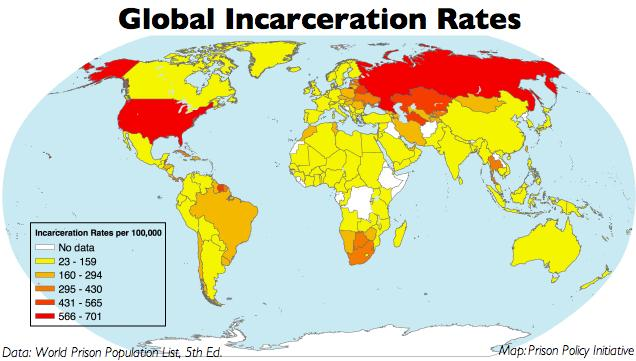 Global Incarceration Rates
Incarceration Rates per 100,000
No data
23 - 159
160 - 294
295 - 430
431 - 565
566 - 701
Data: World Prison Population List, 5th Ed.
Map:Prison Policy Initiative